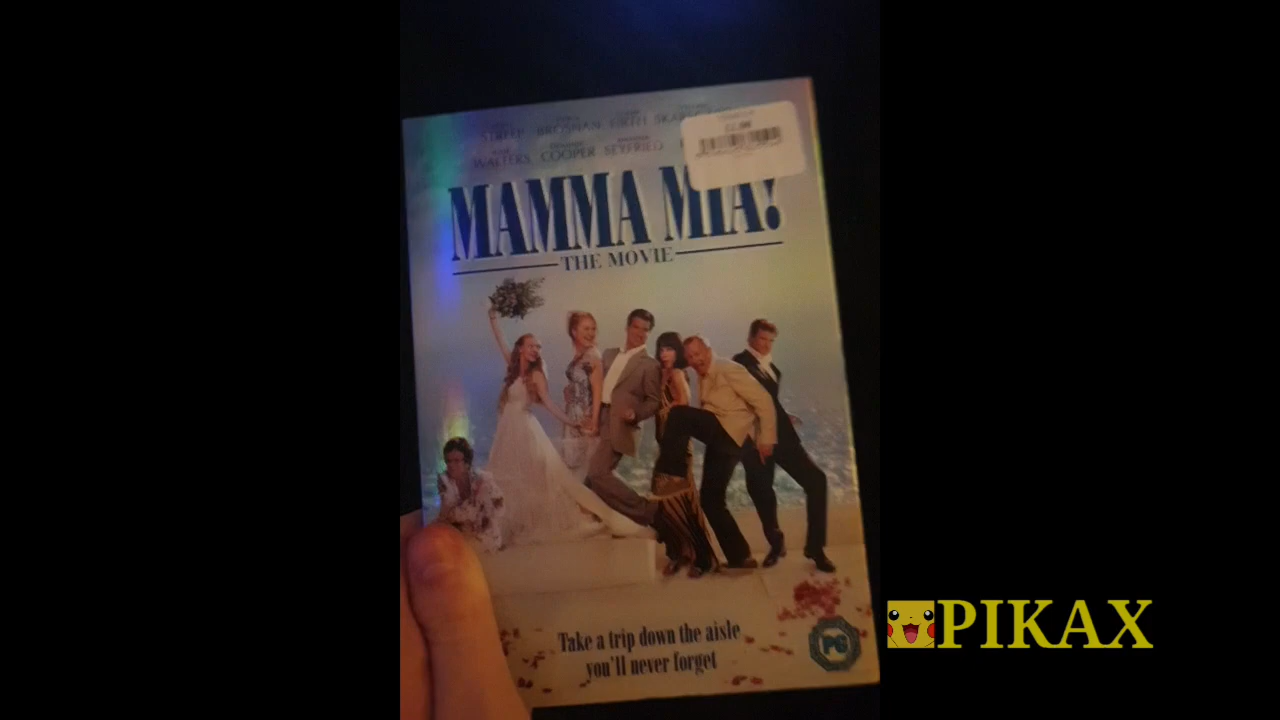 STREEP BROSNAN FIRTH
WALTERS COOPER SEYFRIED
MAMMA MIA!
THE MOVIE
Take a trip down the aisle
you'll never forget
PG
PIKAX